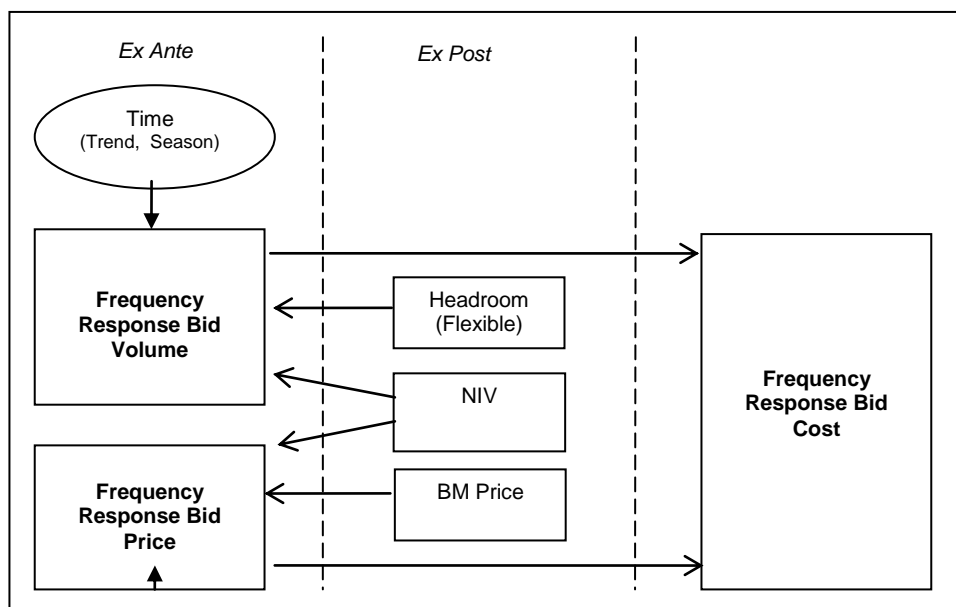 Ex Ante
Ex Post
Time
(Trend, Season)
Frequency
Response Bid
Volume
Headroom
(Flexible)
NIV
Frequency
Response Bid
Cost
Frequency
Response Bid
Price
BM Price